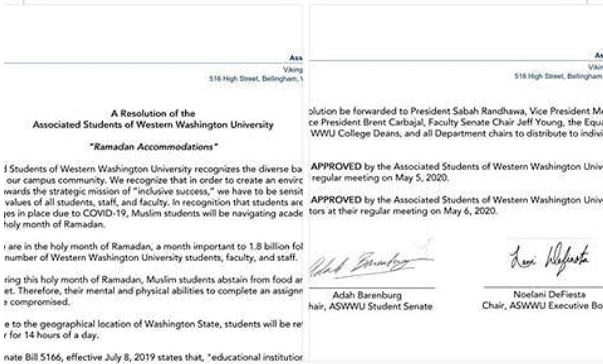 Ass
Viking
516 High Street, Bellingham, V
A Resolution of the
Associated Students of Western Washington University
"Ramadan Accommodations"
d Students of Western Washington University recognizes the diverse ba
our campus community. We recognize that in order to create an enviro
wards the strategic mission of "inclusive success," we have to be sensit
values of all students, staff, and faculty. In recognition that students are
ges in place due to COVID-19, Muslim students will be navigating acade
holy month of Ramadan.
are in the holy month of Ramadan, a month important to 1.8 billion fol
number of Western Washington University students, faculty, and staff.
ring this holy month of Ramadan, Muslim students abstain from food an
et. Therefore, their mental and physical abilities to complete an assignm
e compromised.
e to the geographical location of Washington State, students will be
r for 14 hours of a day.
nate Bill 5166, effective July 8, 2019 states that, "educational institution
As
Viking
516 High Street, Bellingham,
olution be forwarded to President Sabah Randhawa, Vice President Me
ce President Brent Carbajal, Faculty Senate Chair Jeff Young, the Equa
WWU College Deans, and all Department chairs to distribute to indivi
APPROVED by the Associated Students of Western Washington Unive
regular meeting on May 5, 2020.
APPROVED by the Associated Students of Western Washington Unive
tors at their regular meeting on May 6, 2020.
Adah Barenburg
Adah Barenburg
hair, ASWWU Student Senate
Noelani DeFiesta
Chair, ASWWU Executive Bo